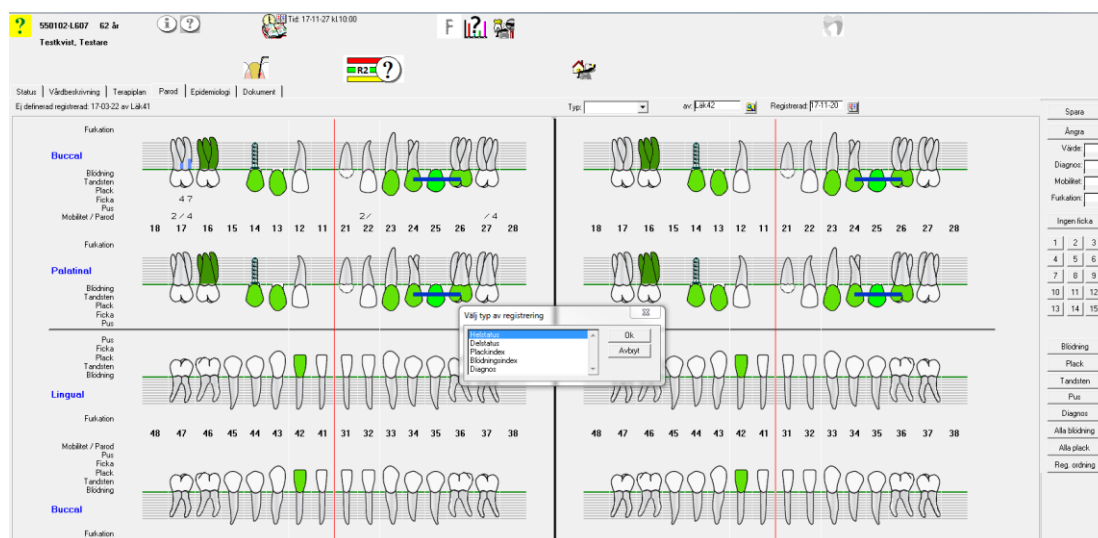 ? 550102-L607 62 år i ? Tid: 17-11-27 kl.10:00 F ?
Testkvist, Testare
R2 ?
Status Vårdbeskrivning Terapiplan Parod Epidemiologi Dokument
Ej definerad registrerad: 17-03-22 av Läk41 Typ: av: Läk42 Registrerad: 17-11-20
Spara
Ångra
Värde:
Diagnos:
Mobilitet:
Furkation:
Ingen ficka
1 2 3
4 5 6
7 8 9
10 11 12
13 14 15
Blödning
Plack
Tandsten
Pus
Diagnos
Alla blödning
Alla plack
Reg. ordning
Furkation
Buccal
Blödning
Tandsten
Plack
Ficka 4 7
Pus
Mobilitet / Parod 2 / 4 2 / / 4
18 17 16 15 14 13 12 11 21 22 23 24 25 26 27 28 18 17 16 15 14 13 12 11 21 22 23 24 25 26 27 28
Furkation
Palatinal
Blödning
Tandsten
Plack
Ficka
Pus
Välj typ av registrering
Helstatus
Delstatus
Plackindex
Blödningsindex
Diagnos
Ok
Avbryt
Pus
Ficka
Plack
Tandsten
Blödning
Lingual
Furkation
48 47 46 45 44 43 42 41 31 32 33 34 35 36 37 38 48 47 46 45 44 43 42 41 31 32 33 34 35 36 37 38
Mobilitet / Parod
Pus
Ficka
Plack
Tandsten
Blödning
Buccal
Furkation